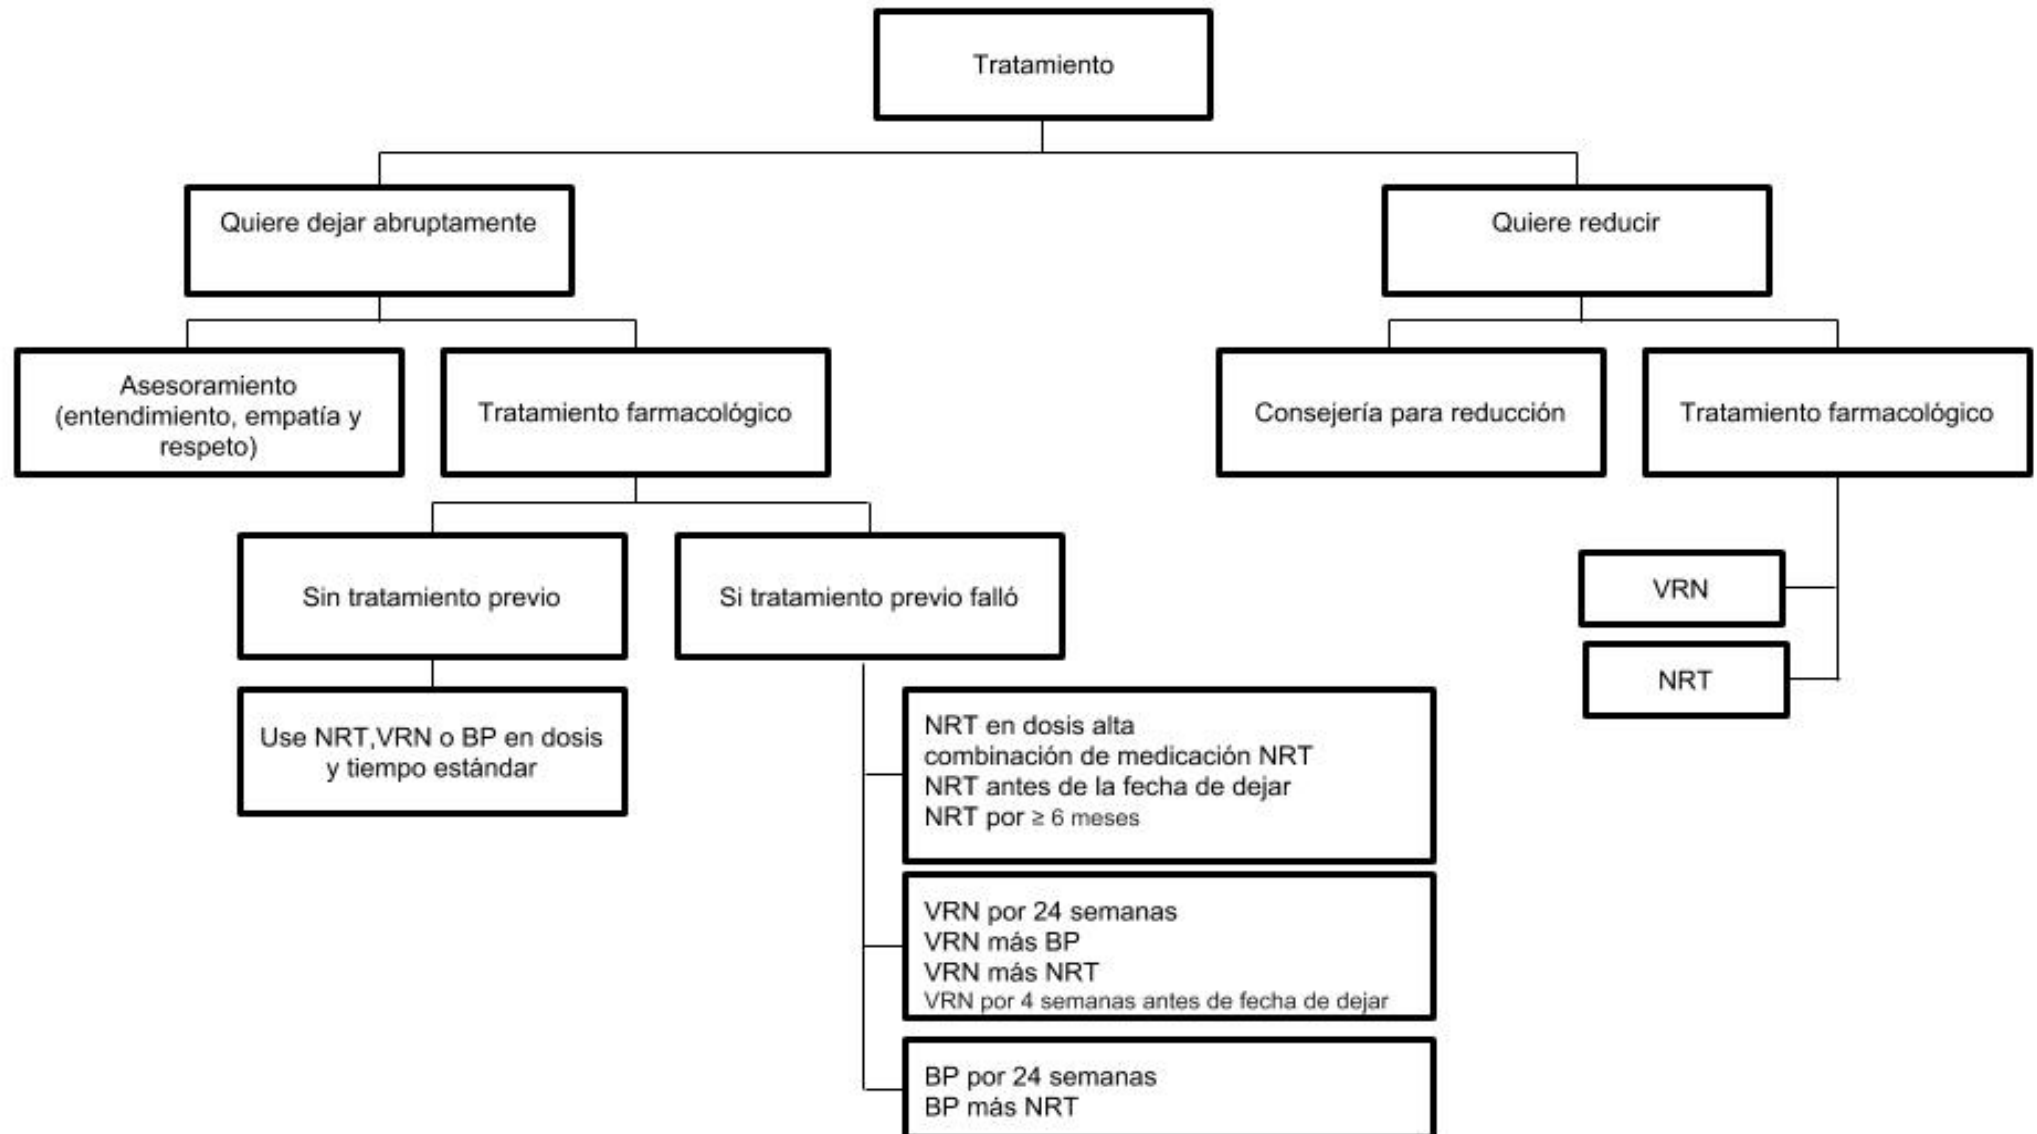 Tratamiento
Quiere dejar abruptamente
Quiere reducir
Asesoramiento
(entendimiento, empatía y
respeto)
Tratamiento farmacológico
Consejería para reducción
Tratamiento farmacológico
Sin tratamiento previo
Si tratamiento previo falló
VRN
NRT
Use NRT,VRN o BP en dosis
y tiempo estándar
NRT en dosis alta
combinación de medicación NRT
NRT antes de la fecha de dejar
NRT por ≥ 6 meses
VRN por 24 semanas
VRN más BP
VRN más NRT
VRN por 4 semanas antes de fecha de dejar
BP por 24 semanas
BP más NRT